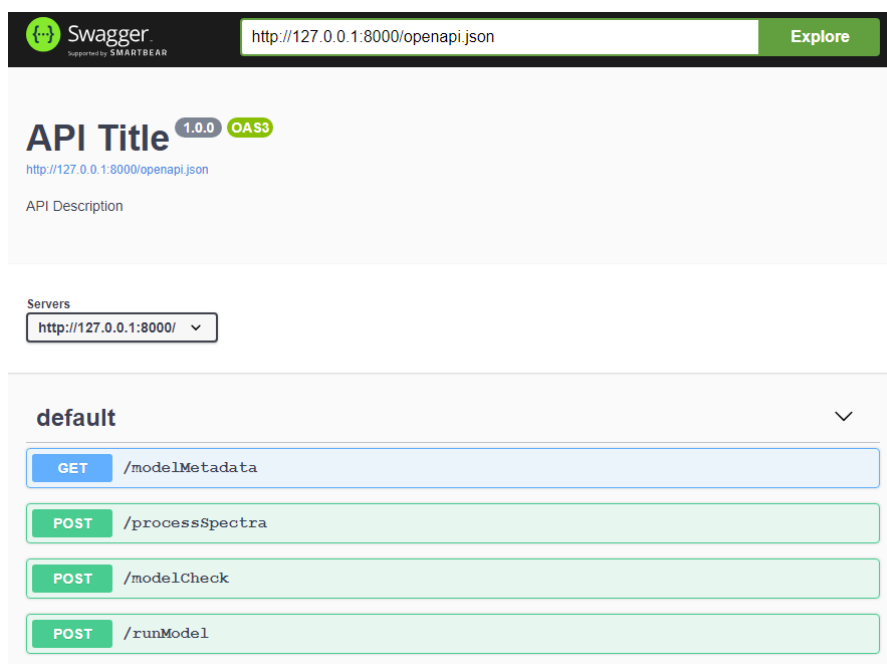 {··} Swagger.
Supported by SMARTBEAR
http://127.0.0.1:8000/openapi.json
Explore
API Title 1.0.0 OAS3
http://127.0.0.1:8000/openapi.json
API Description
Servers
http://127.0.0.1:8000/
default
GET /modelMetadata
POST /processSpectra
POST /modelCheck
POST /runModel